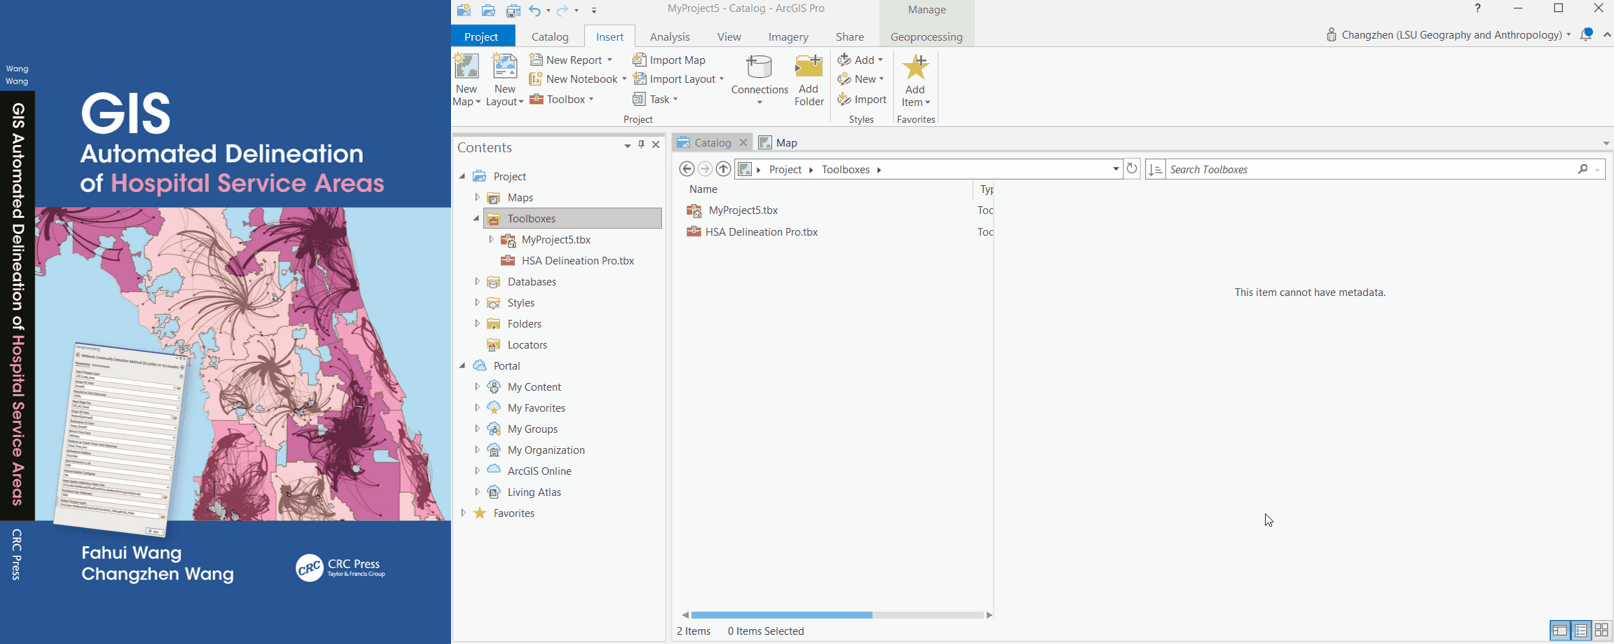 Wang
Wang
GIS Automated Delineation of Hospital Service Areas
CRC Press
GIS
Automated Delineation
of Hospital Service Areas
Fahui Wang
Changzhen Wang
CRC
CRC Press
Taylor & Francis Group
MyProject5 - Catalog - ArcGIS Pro
Manage
?
Project
Catalog
Insert
Analysis
View
Imagery
Share
Geoprocessing
Changzhen (LSU Geography and Anthropology)
New
Map
New
Layout
New Report
New Notebook
Toolbox
Import Map
Import Layout
Task
Connections
Add
Folder
Project
Add
New
Import
Styles
Add
Item
Favorites
Contents
Project
Maps
Toolboxes
MyProject5.tbx
HSA Delineation Pro.tbx
Databases
Styles
Folders
Locators
Portal
My Content
My Favorites
My Groups
My Organization
ArcGIS Online
Living Atlas
Favorites
Catalog
Map
Project
Toolboxes
Search Toolboxes
Name
Typ
MyProject5.tbx
Toc
HSA Delineation Pro.tbx
Toc
This item cannot have metadata.
2 Items
0 Items Selected